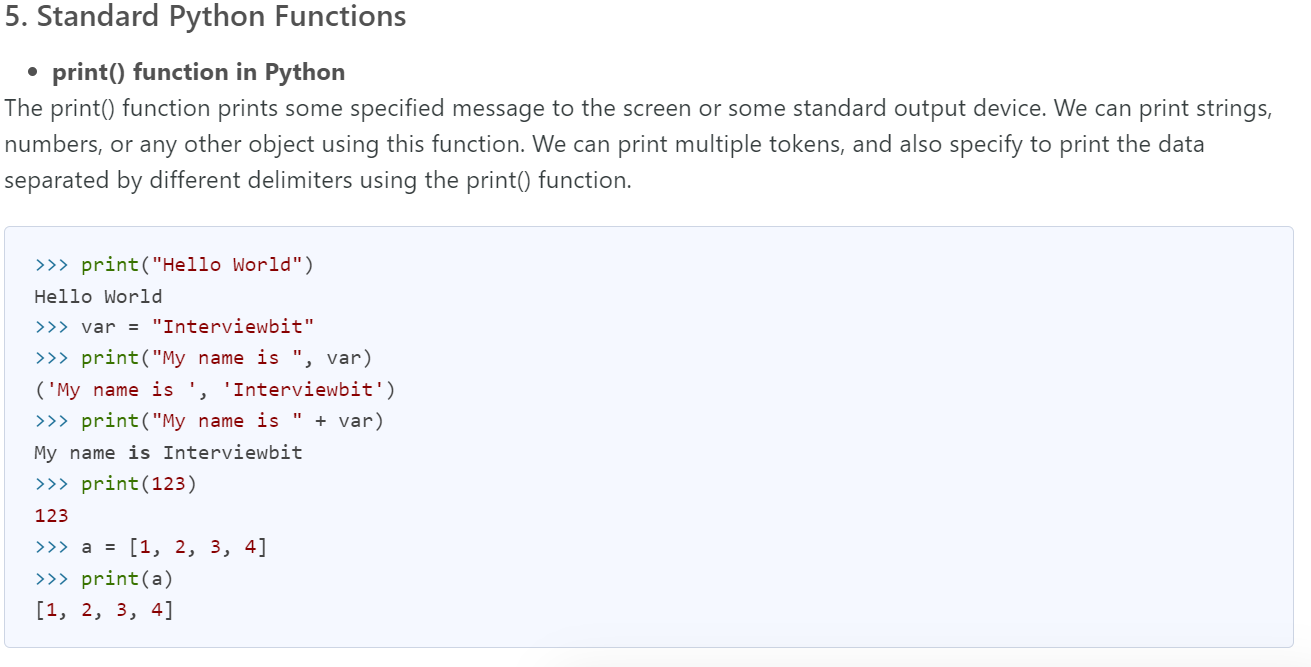 5. Standard Python Functions
• print() function in Python
The print() function prints some specified message to the screen or some standard output device. We can print strings,
numbers, or any other object using this function. We can print multiple tokens, and also specify to print the data
separated by different delimiters using the print() function.
>>> print("Hello World")
Hello World
>>> var = "Interviewbit"
>>> print("My name is ", var)
('My name is ', 'Interviewbit')
>>> print("My name is " + var)
My name is Interviewbit
>>> print(123)
123
>>> a = [1, 2, 3, 4]
>>> print(a)
[1, 2, 3, 4]